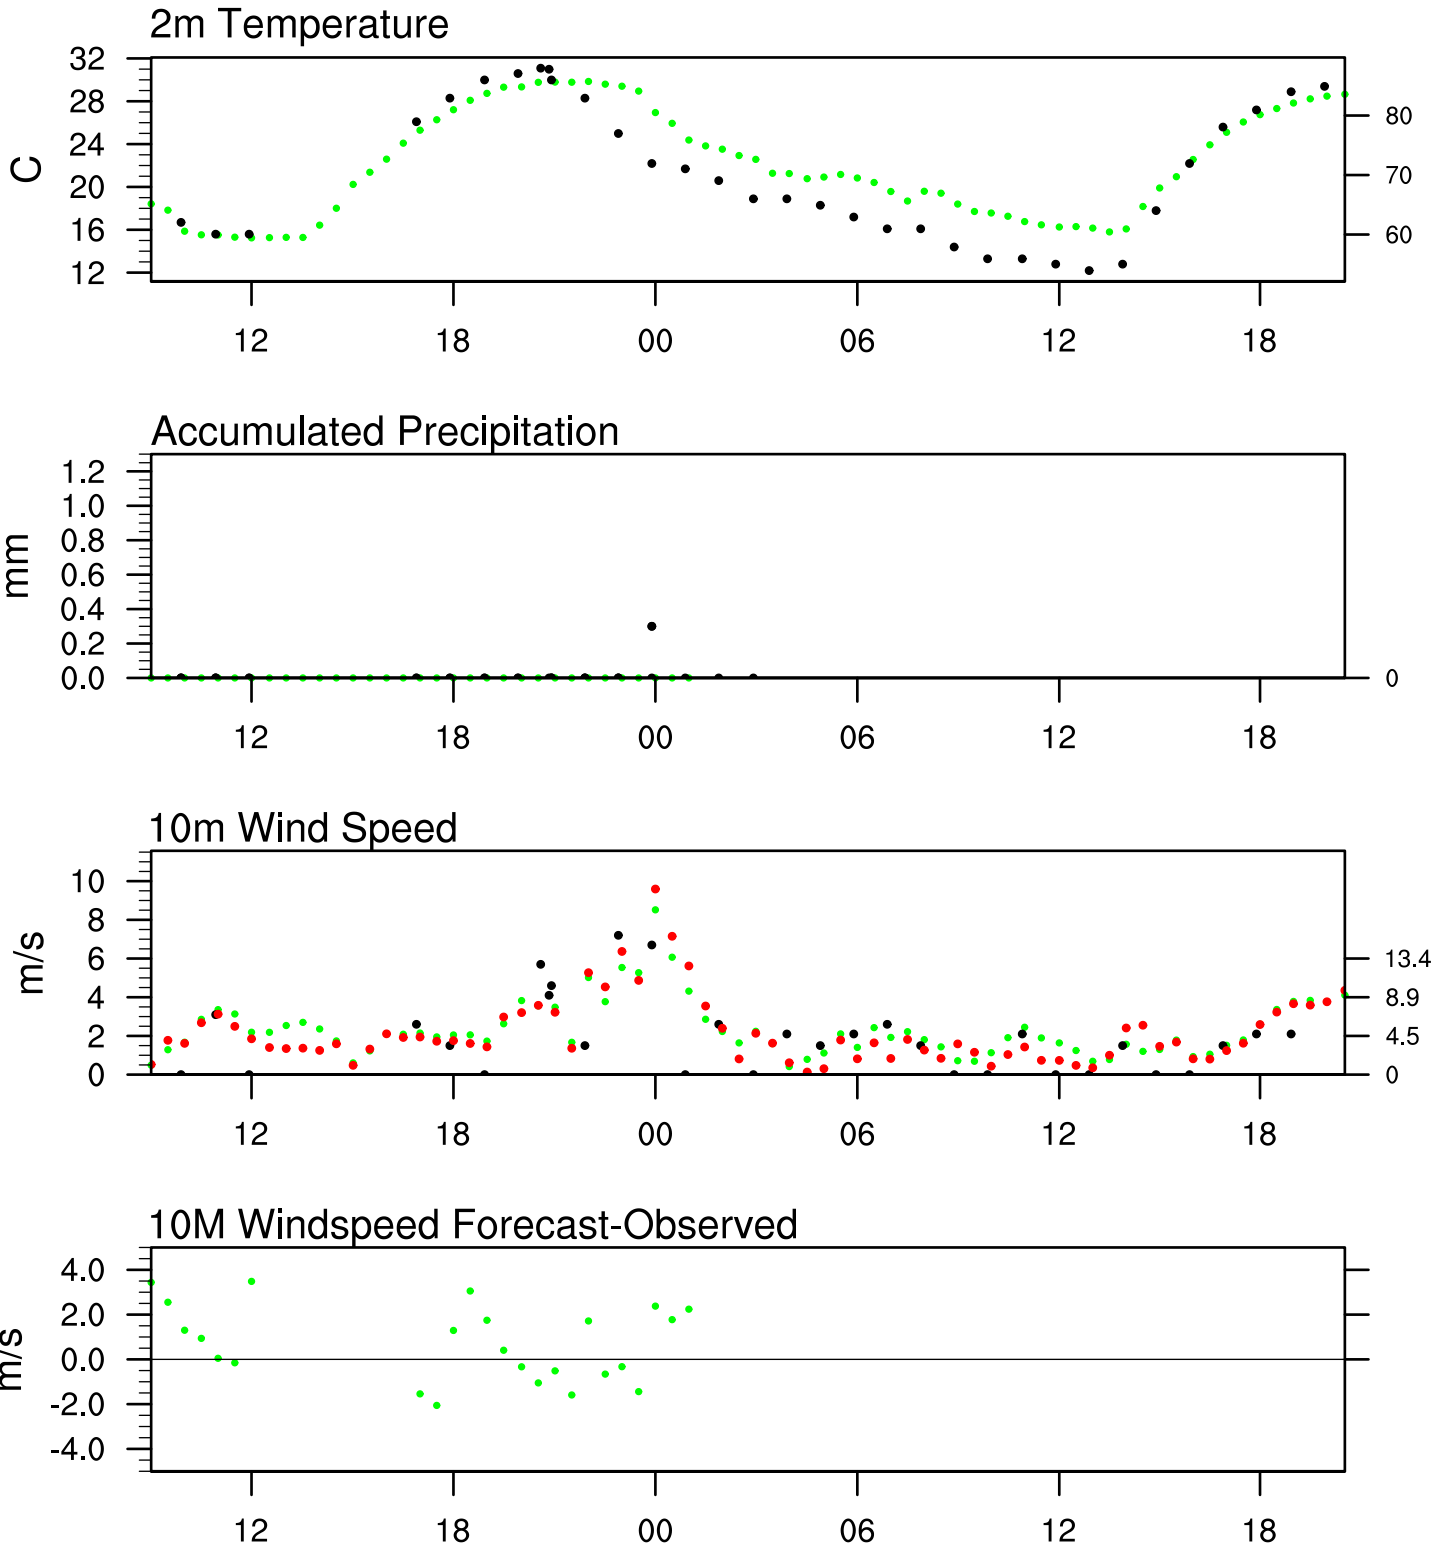 2m Temperature
32
28
24
20
16
12
C
80
70
60
12 18 00 06 12 18
Accumulated Precipitation
1.2
1.0
0.8
0.6
0.4
0.2
0.0
mm
0
12 18 00 06 12 18
10m Wind Speed
10
8
6
4
2
0
m/s
13.4
8.9
4.5
0
12 18 00 06 12 18
10M Windspeed Forecast-Observed
4.0
2.0
0.0
-2.0
-4.0
m/s
12 18 00 06 12 18